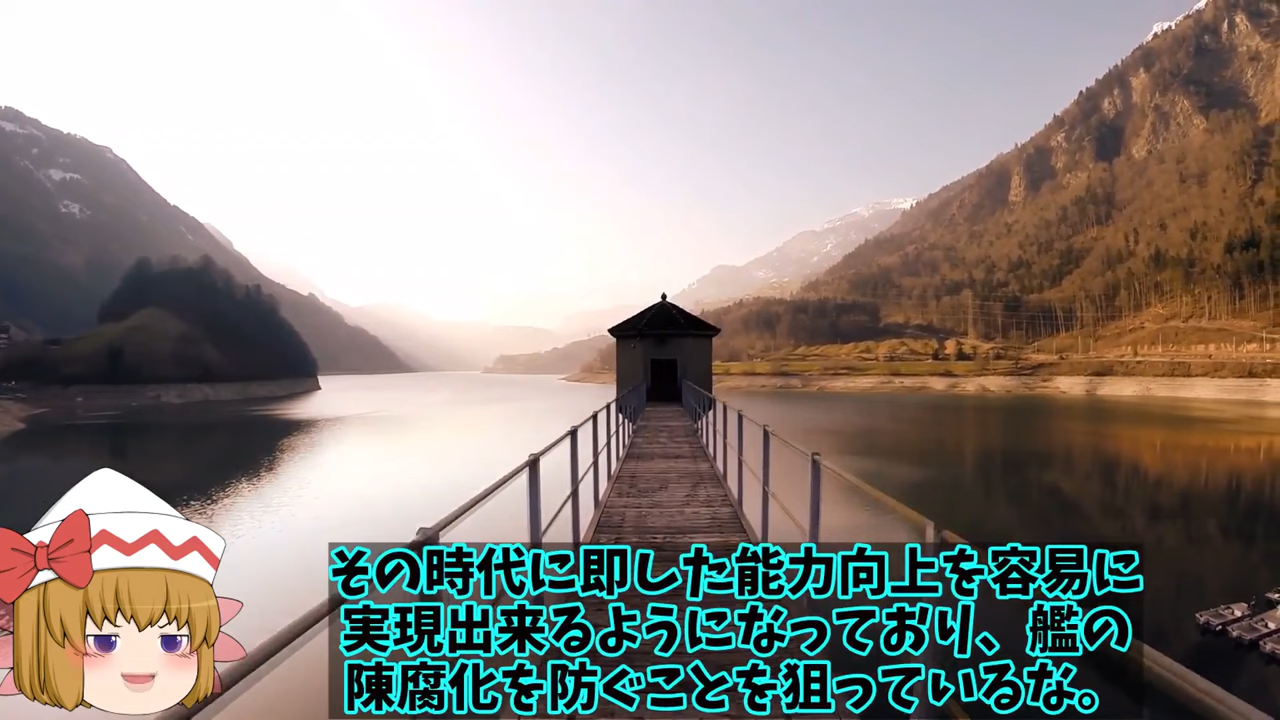 その時代に即した能力向上を容易に
実現出来るようになっており、艦の
陳腐化を防ぐことを狙っているな。